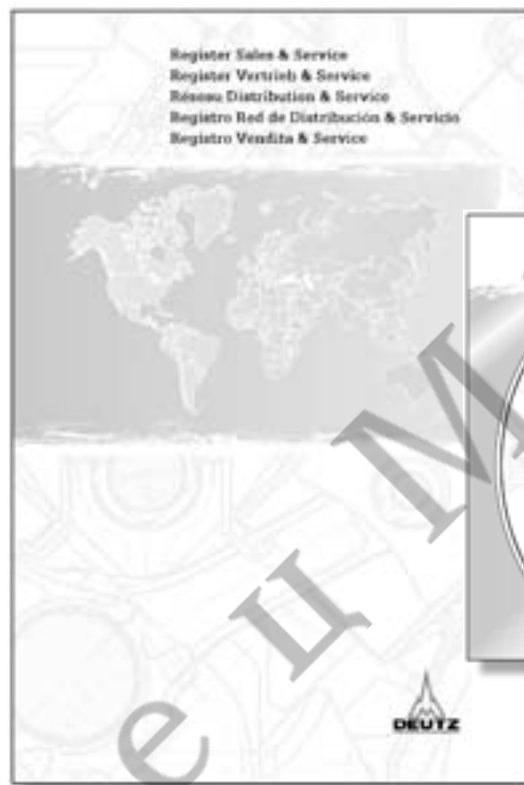 Register Sales & Service
Register Vertrieb & Service
Réseau Distribution & Service
Registro Red de Distribución & Servicio
Registro Vendita & Service
DEUTZ
е ц М